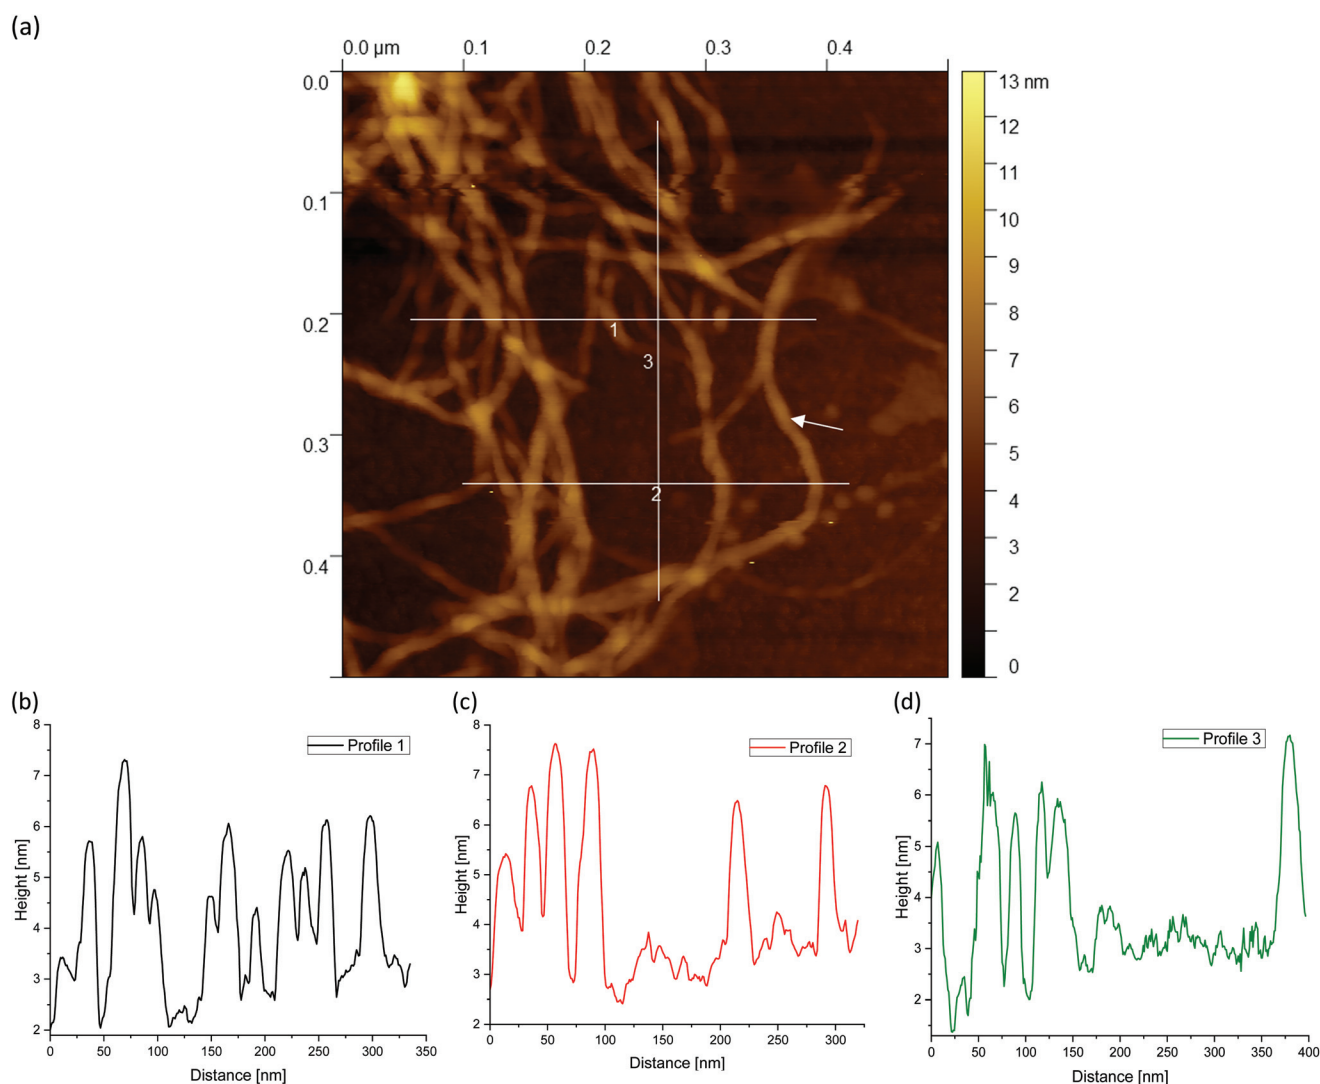 (a)
0.0 µm 0.1 0.2 0.3 0.4
0.0
0.1
0.2
0.3
0.4
1
3
2
13 nm
12
11
10
9
8
7
6
5
4
3
2
0
(b)
8
7
6
5
4
3
2
Height [nm]
Profile 1
0 50 100 150 200 250 300 350
Distance [nm]
(c)
8
7
6
5
4
3
2
Height [nm]
Profile 2
0 50 100 150 200 250 300
Distance [nm]
(d)
7
6
5
4
3
2
Height [nm]
Profile 3
0 50 100 150 200 250 300 350 400
Distance [nm]